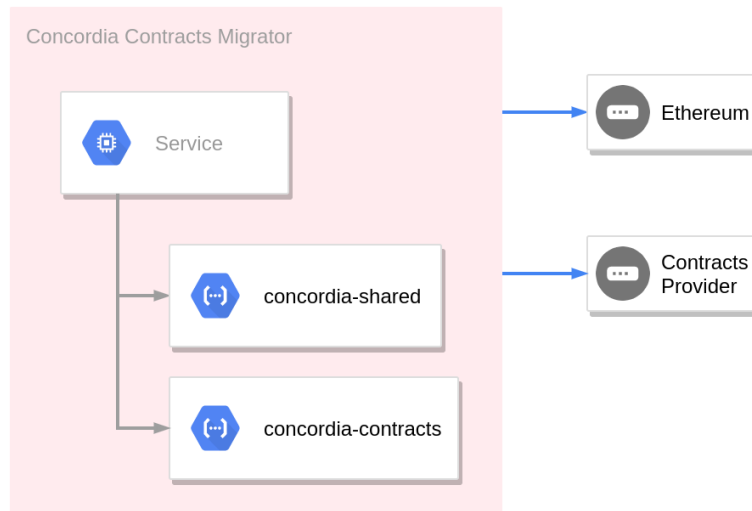 Concordia Contracts Migrator
Service
concordia-shared
concordia-contracts
Ethereum
Contracts
Provider